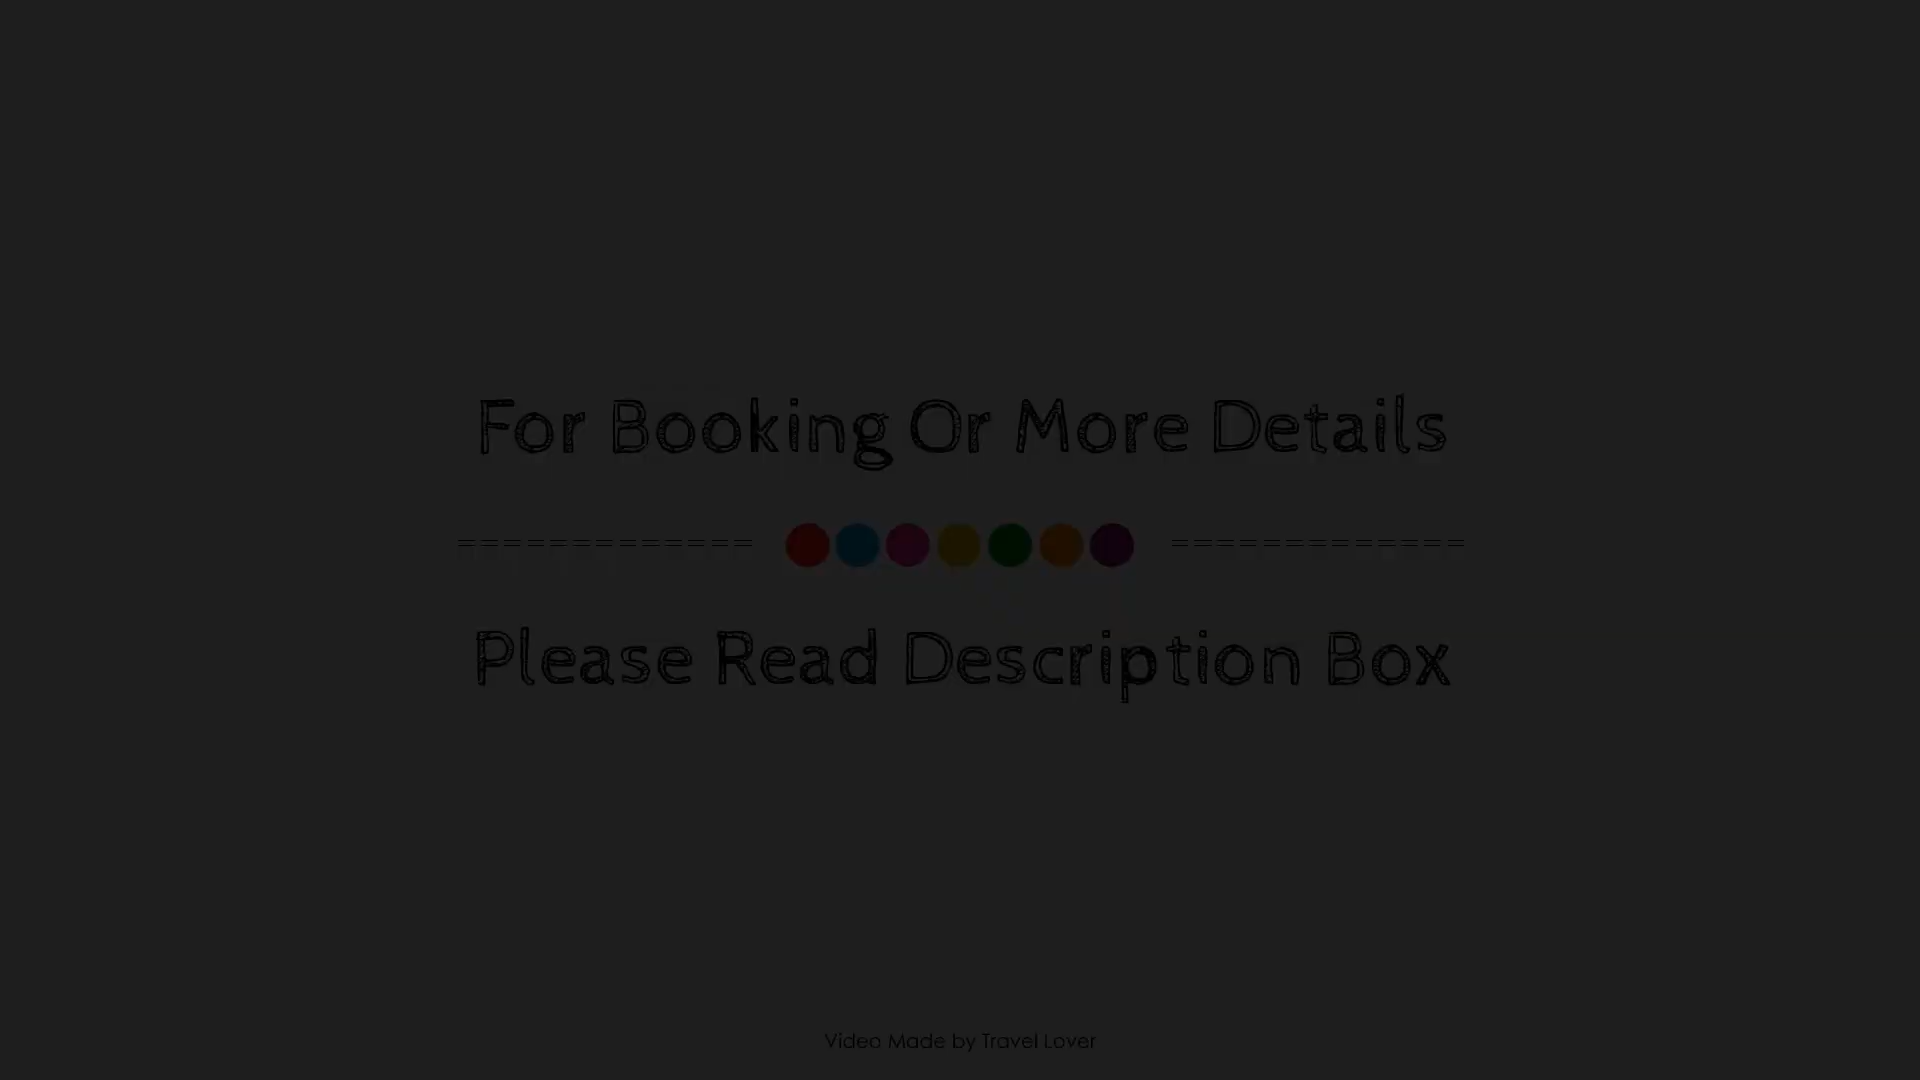 For Booking Or More Details
============= =============
Please Read Description Box
Video Made by Travel Lover